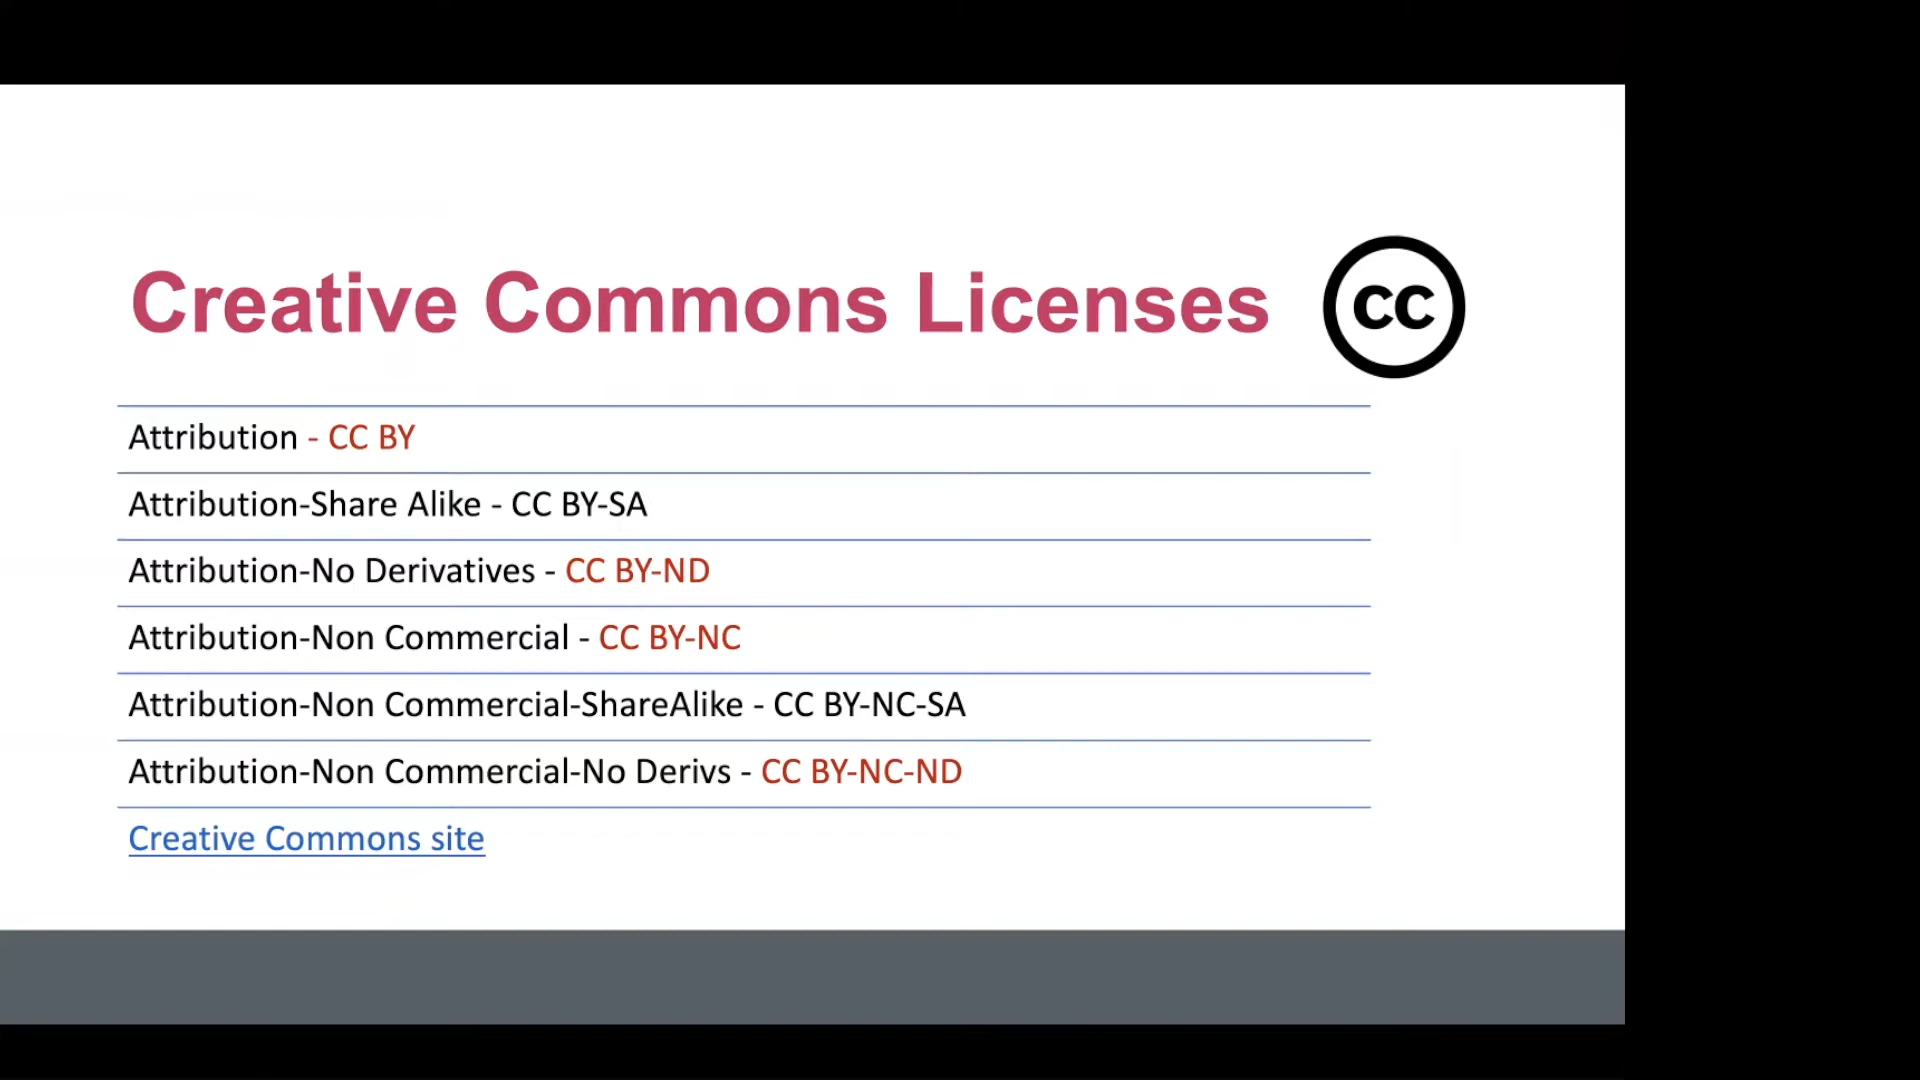 Creative Commons Licenses
cc
Attribution - CC BY
Attribution-Share Alike - CC BY-SA
Attribution-No Derivatives - CC BY-ND
Attribution-Non Commercial - CC BY-NC
Attribution-Non Commercial-ShareAlike - CC BY-NC-SA
Attribution-Non Commercial-No Derivs - CC BY-NC-ND
Creative Commons site